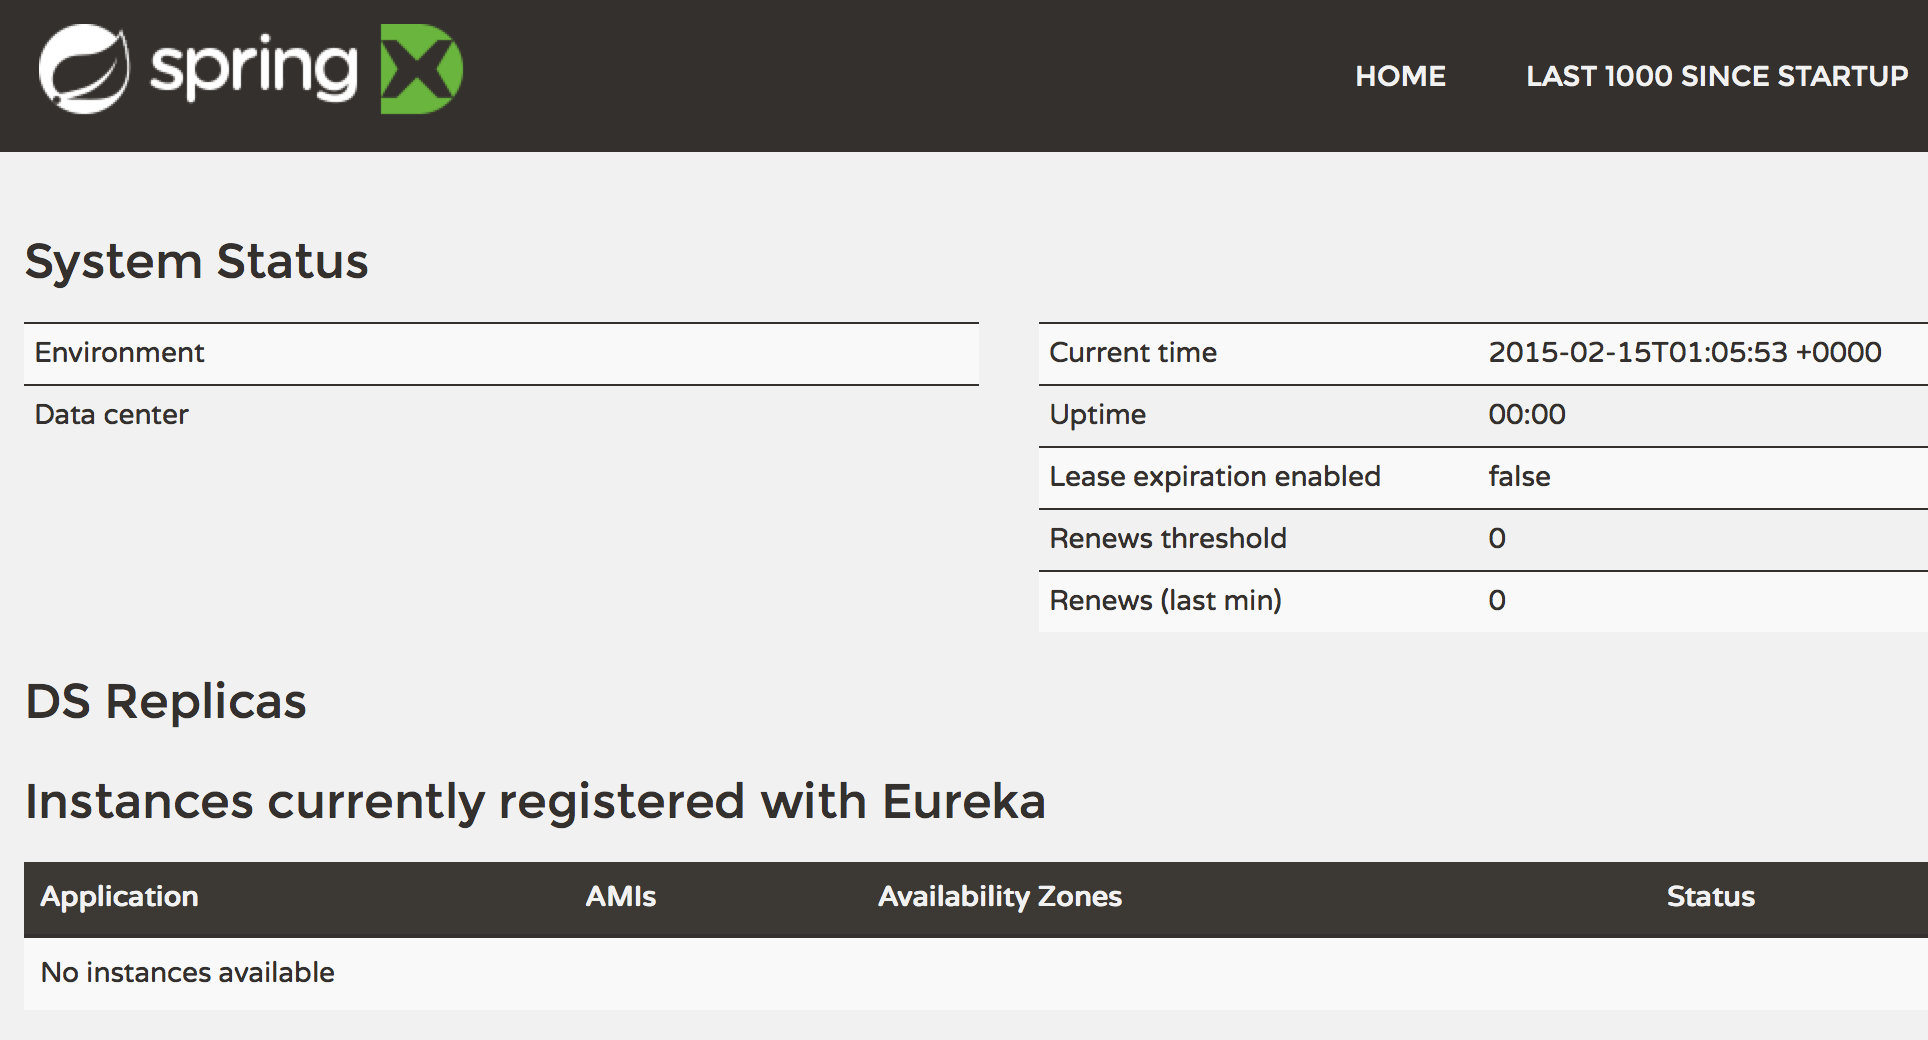 spring
HOME LAST 1000 SINCE STARTUP
System Status
Environment
Data center
Current time 2015-02-15T01:05:53 +0000
Uptime 00:00
Lease expiration enabled false
Renews threshold 0
Renews (last min) 0
DS Replicas
Instances currently registered with Eureka
Application AMIs Availability Zones Status
No instances available